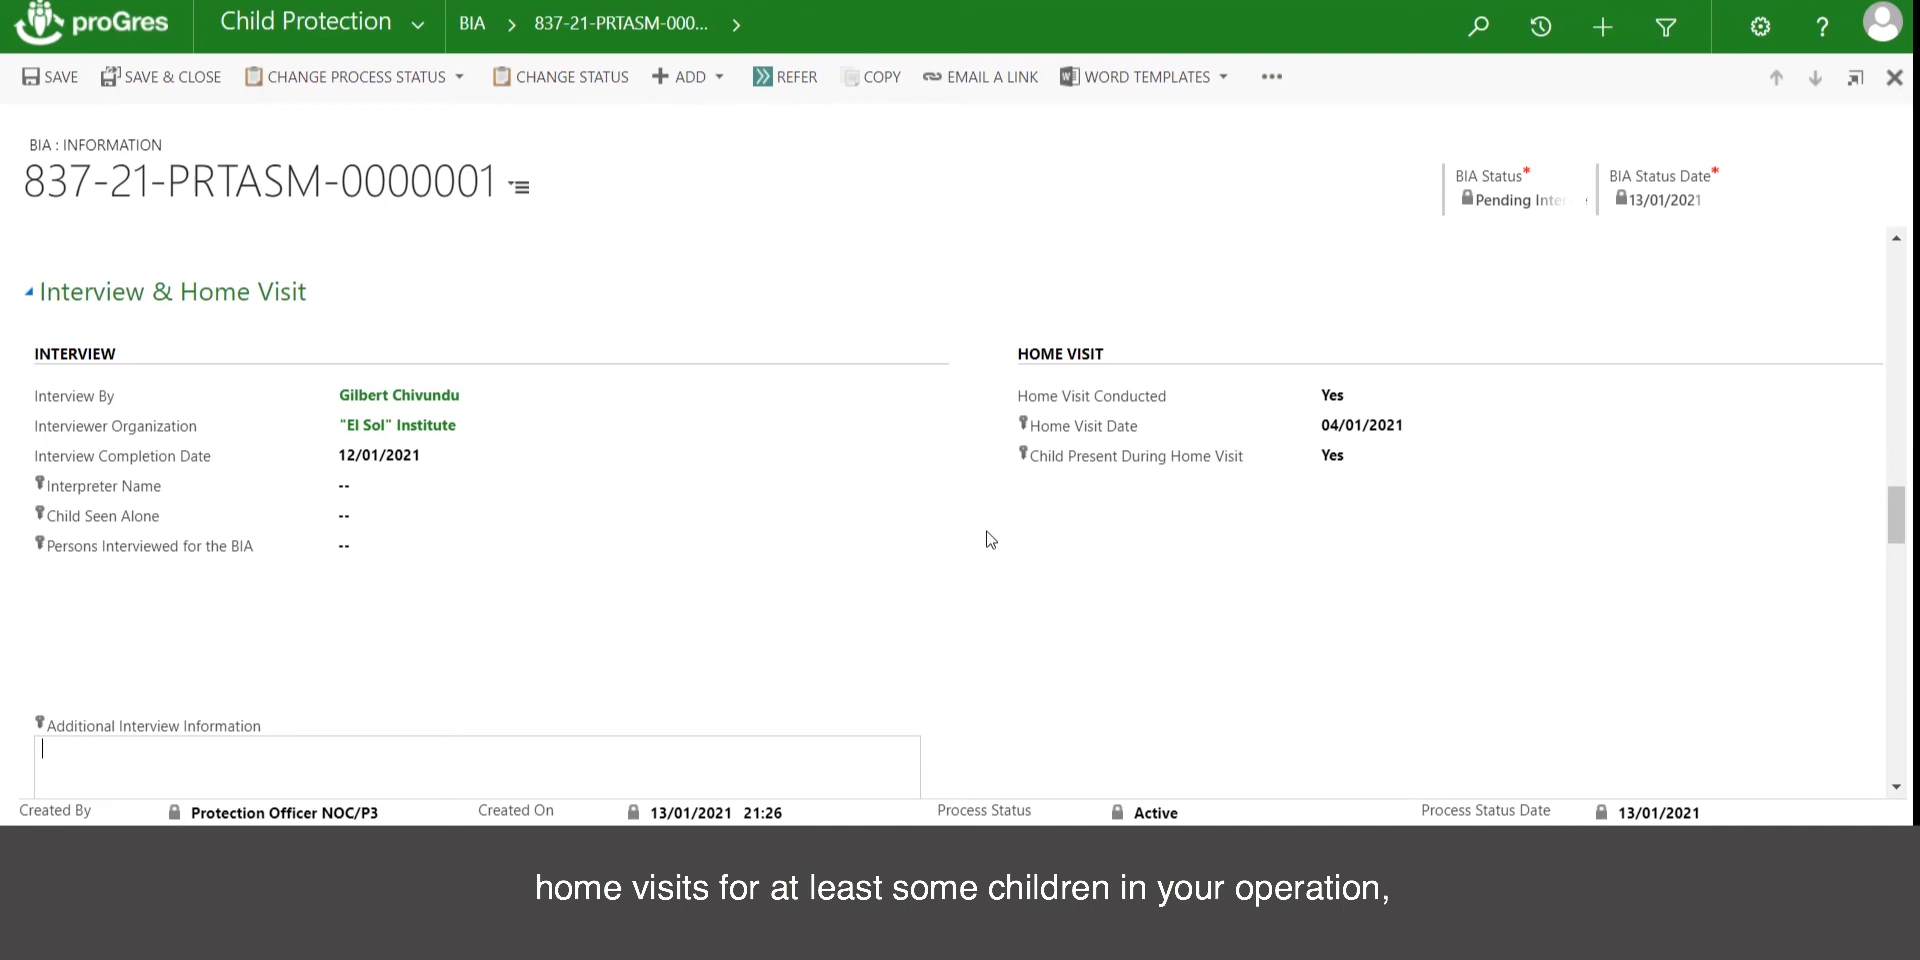 proGres
Child Protection
BIA
837-21-PRTASM-000...
?
SAVE
SAVE & CLOSE
CHANGE PROCESS STATUS
CHANGE STATUS
ADD
REFER
COPY
EMAIL A LINK
WORD TEMPLATES
BIA : INFORMATION
837-21-PRTASM-0000001
BIA Status*
Pending Inte
BIA Status Date*
13/01/2021
Interview & Home Visit
INTERVIEW
Interview By Gilbert Chivundu
Interviewer Organization "El Sol" Institute
Interview Completion Date 12/01/2021
Interpreter Name --
Child Seen Alone --
Persons Interviewed for the BIA --
HOME VISIT
Home Visit Conducted Yes
Home Visit Date 04/01/2021
Child Present During Home Visit Yes
Additional Interview Information
Created By Protection Officer NOC/P3 Created On 13/01/2021 21:26 Process Status Active Process Status Date 13/01/2021
home visits for at least some children in your operation,